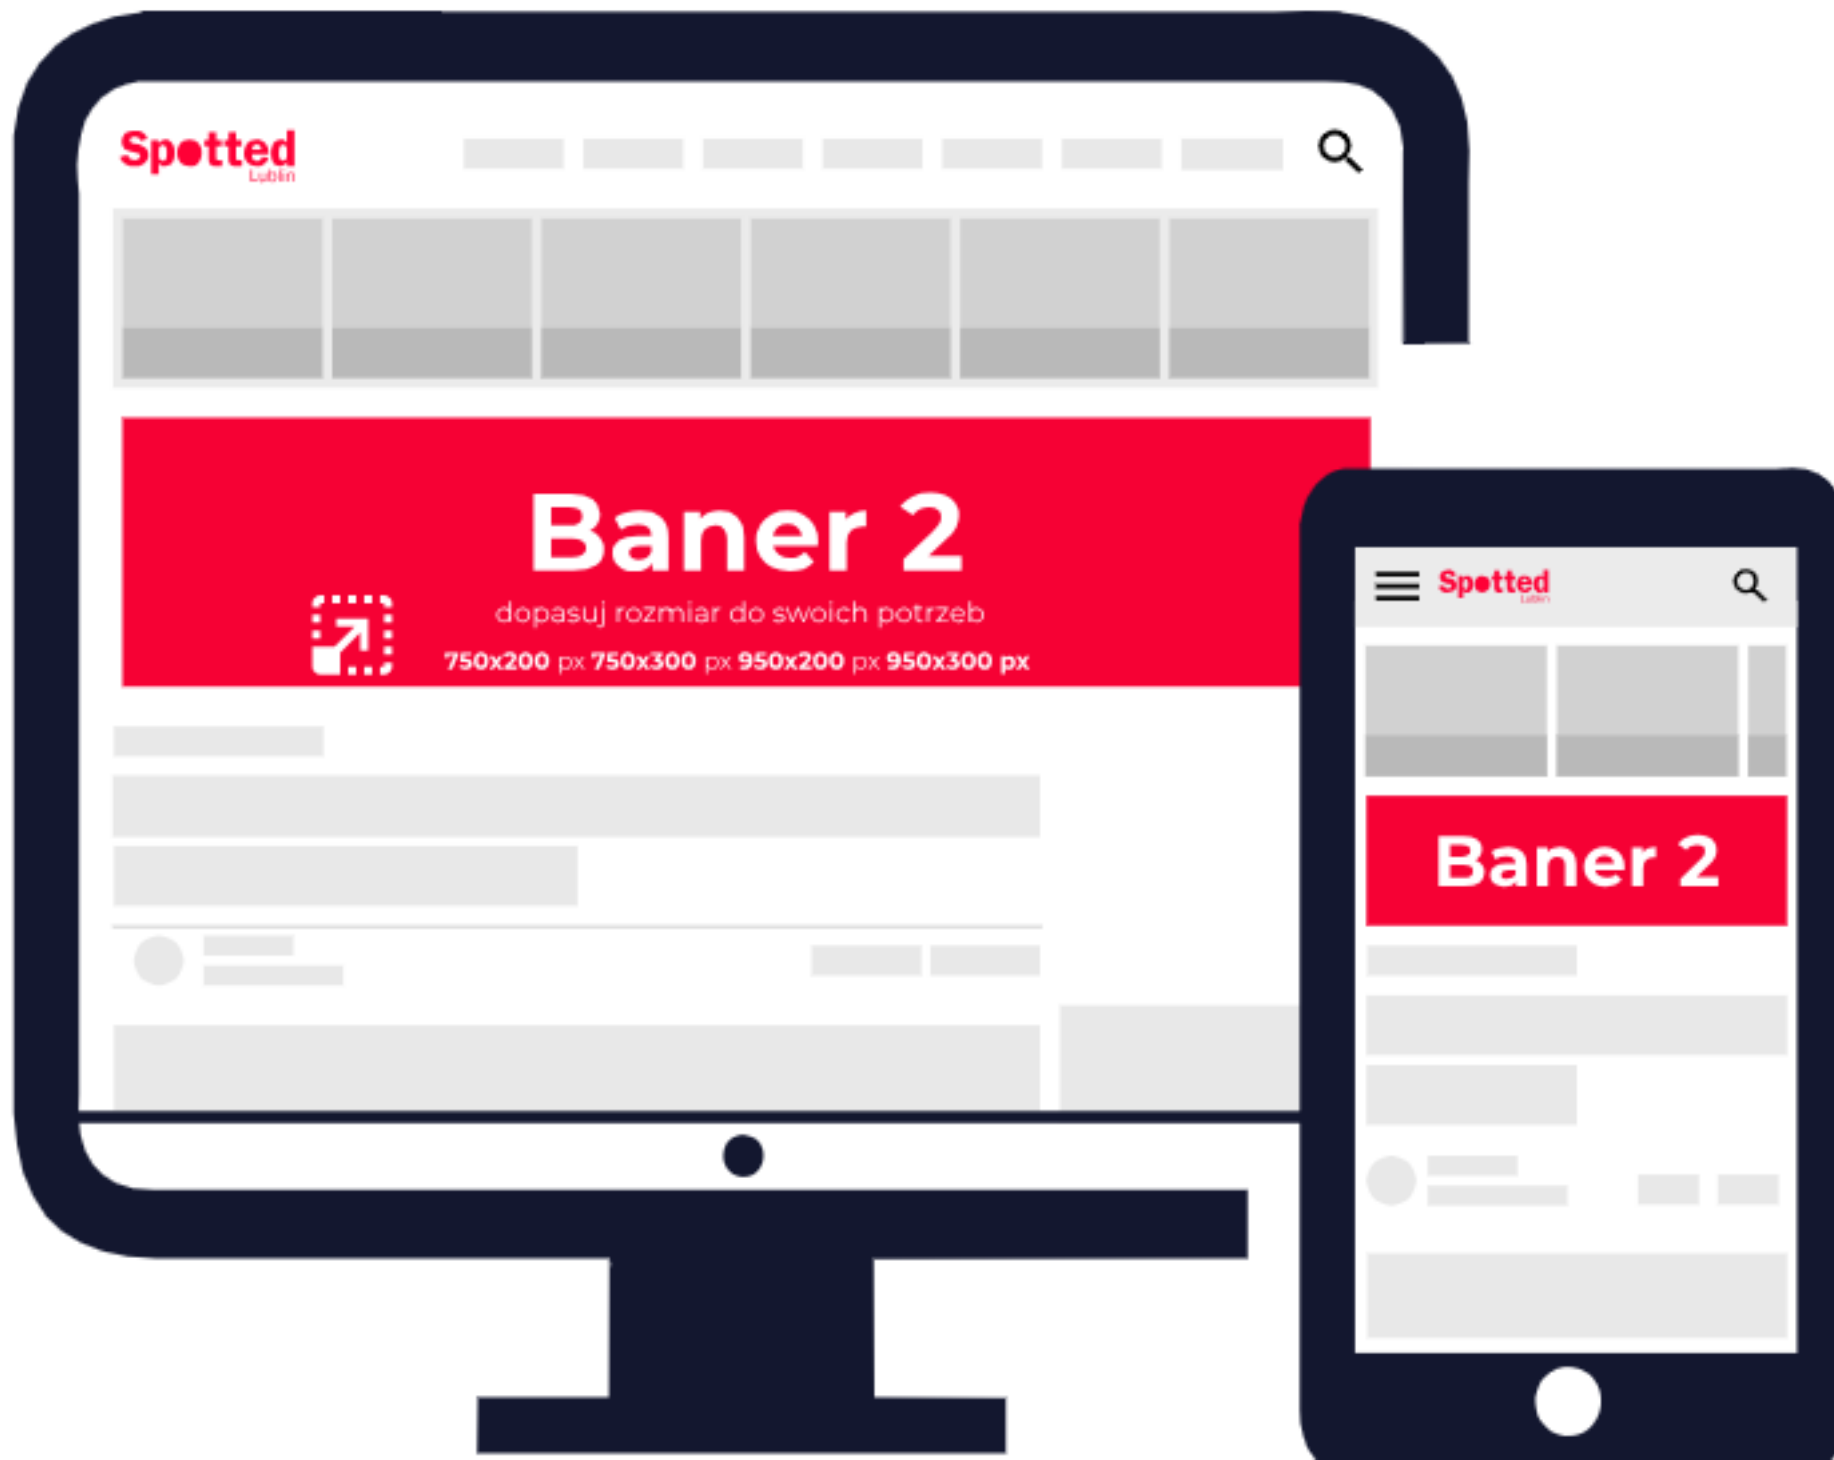 Spotted
Lublin
Baner 2
dopasuj rozmiar do swoich potrzeb
750x200 px 750x300 px 950x200 px 950x300 px
Spotted
Lublin
Baner 2